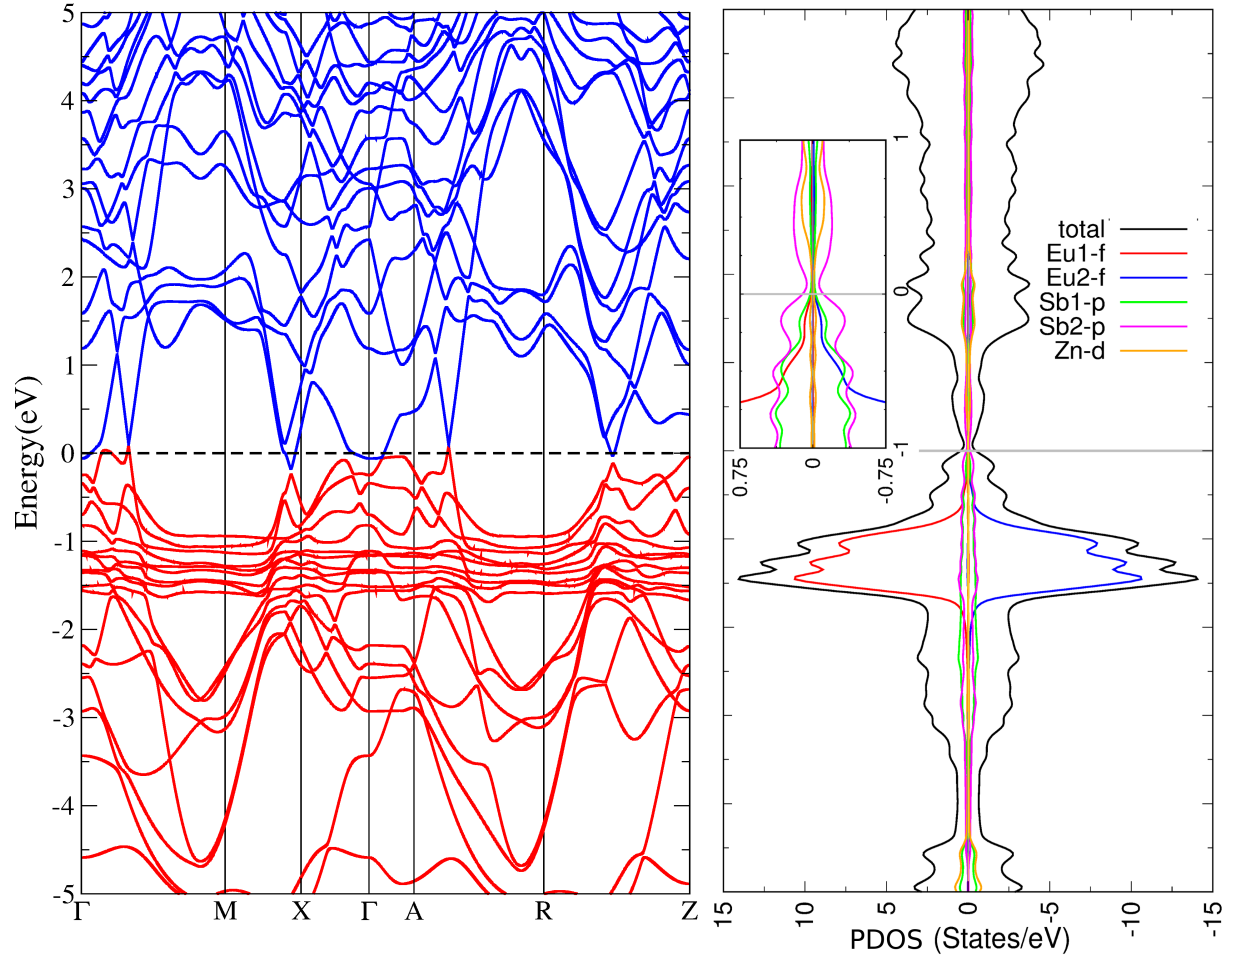 5
4
3
2
1
0
-1
-2
-3
-4
-5
Energy(eV)
Γ M X Γ A R Z
1
0
-1
0.75 0 -0.75
total
Eu1-f
Eu2-f
Sb1-p
Sb2-p
Zn-d
15 10 5 0 -5 -10 -15
PDOS (States/eV)